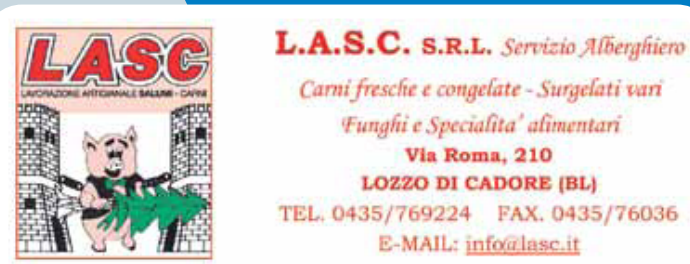 LASC
LAVORAZIONE ARTIGIANALE SALUMI - CARNI
L.A.S.C. S.R.L. Servizio Alberghiero
Carni fresche e congelate - Surgelati vari
Funghi e Specialita' alimentari
Via Roma, 210
LOZZO DI CADORE (BL)
TEL. 0435/769224 FAX. 0435/76036
E-MAIL: info@lasc.it